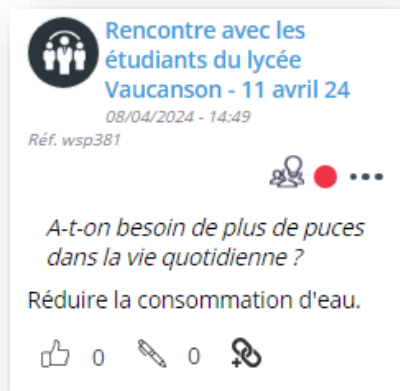 Rencontre avec les
étudiants du lycée
Vaucanson - 11 avril 24
08/04/2024 - 14:49
Réf. wsp381
A-t-on besoin de plus de puces
dans la vie quotidienne ?
Réduire la consommation d'eau.
0 0